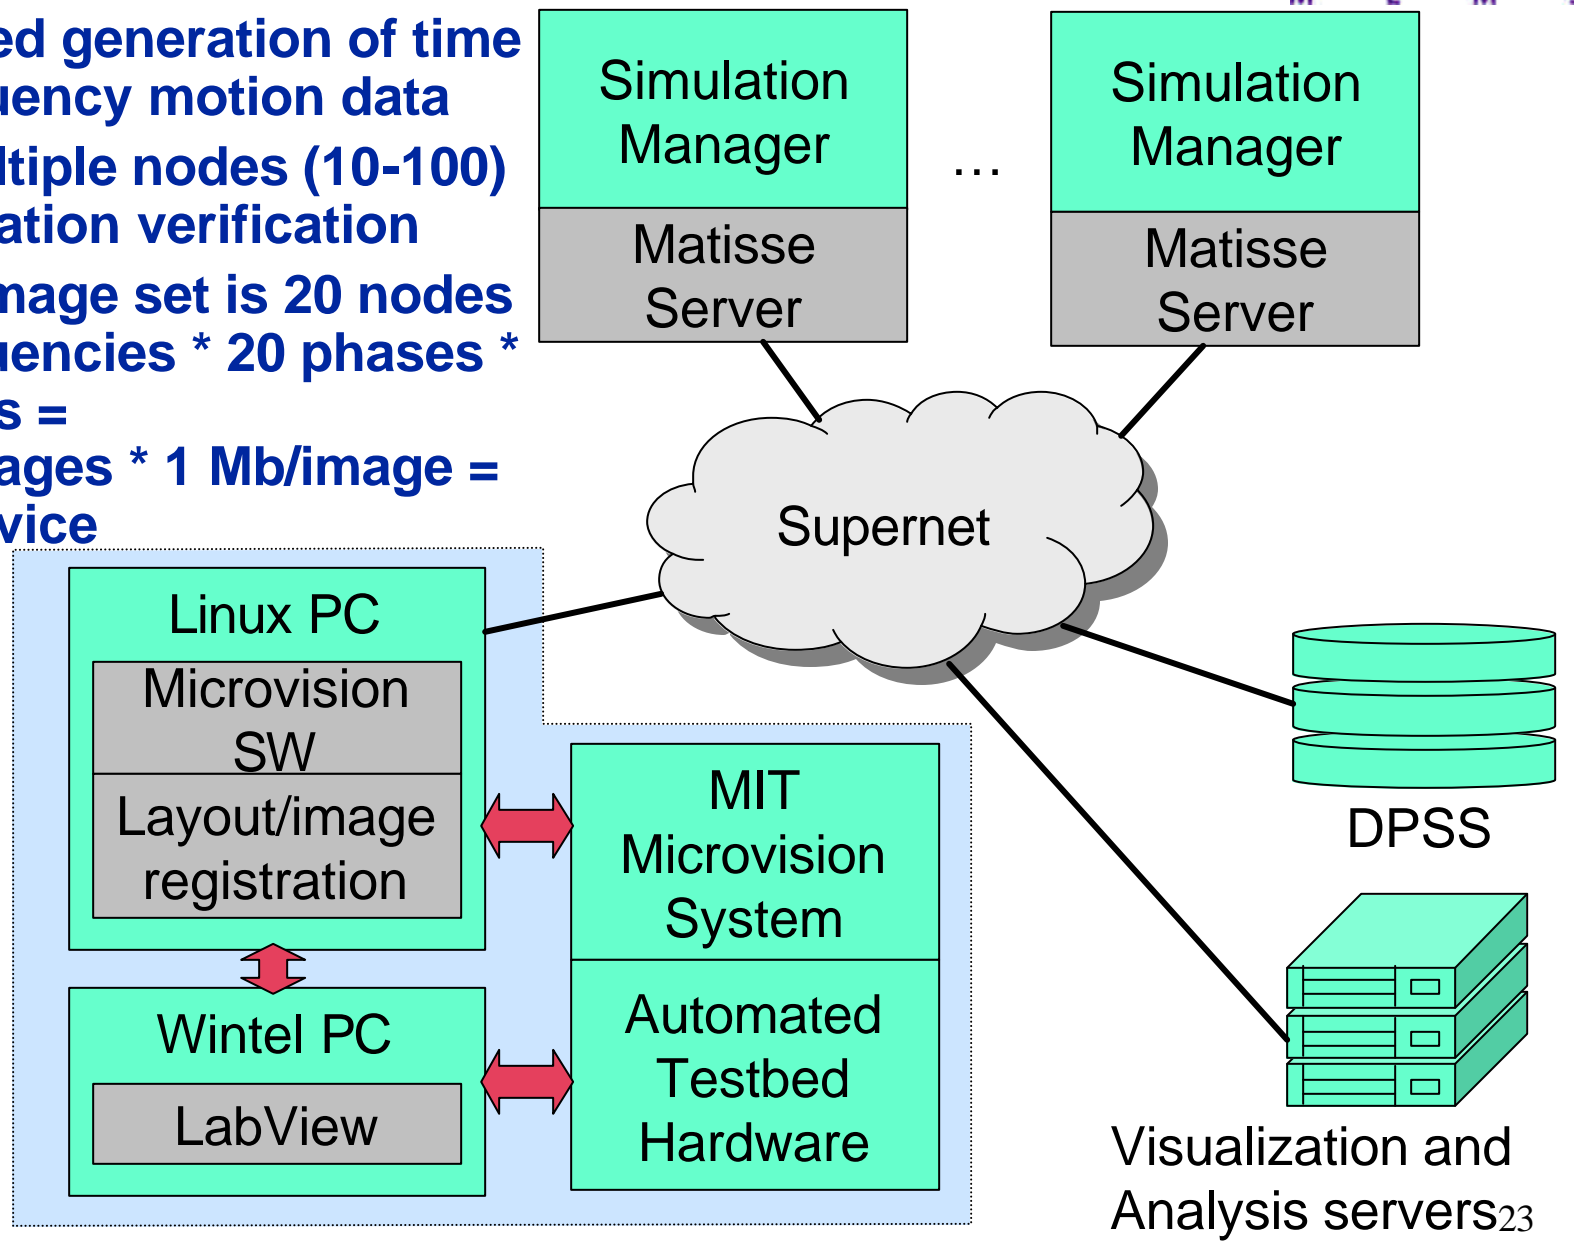 ed generation of time
uency motion data
ltiple nodes (10-100)
ation verification
mage set is 20 nodes
uencies * 20 phases *
s =
ages * 1 Mb/image =
vice
Simulation
Manager
Matisse
Server
...
Simulation
Manager
Matisse
Server
Supernet
Linux PC
Microvision
SW
Layout/image
registration
MIT
Microvision
System
Wintel PC
LabView
Automated
Testbed
Hardware
DPSS
Visualization and
Analysis servers
23